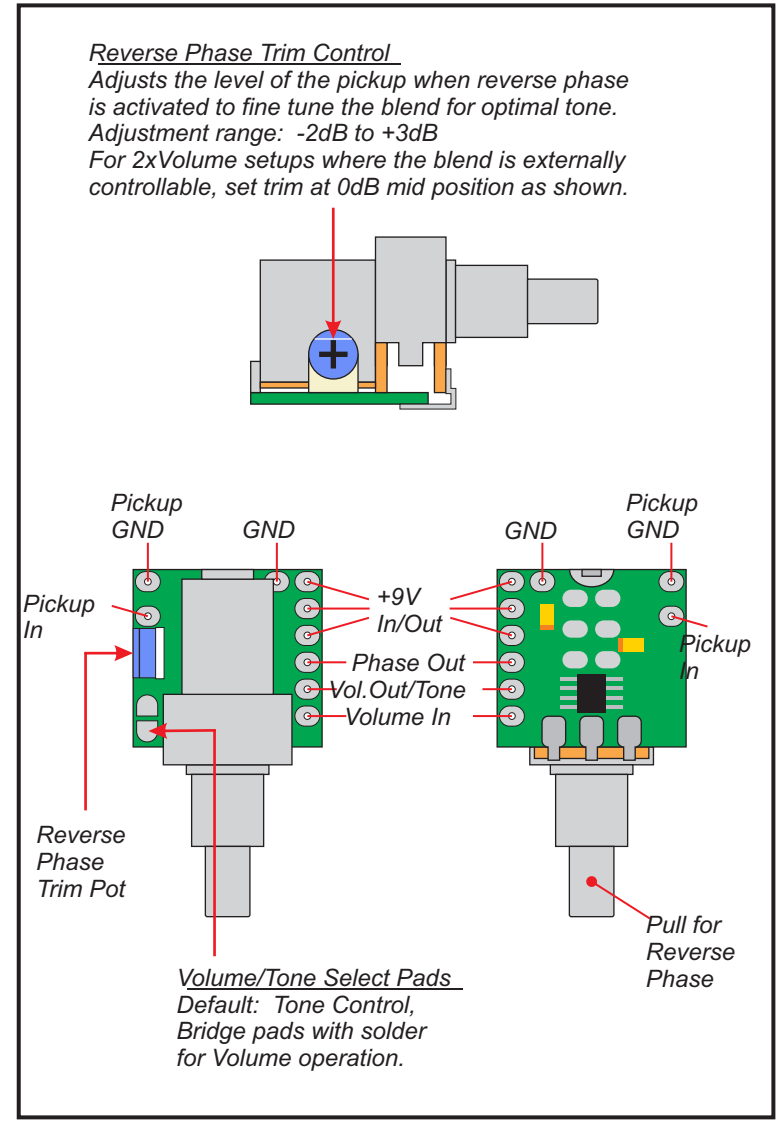 Reverse Phase Trim Control
Adjusts the level of the pickup when reverse phase
is activated to fine tune the blend for optimal tone.
Adjustment range:  -2dB to +3dB
For 2xVolume setups where the blend is externally
controllable, set trim at 0dB mid position as shown.
Pickup
GND
GND
GND
Pickup
GND
Pickup
In
+9V
In/Out
Phase Out
Vol.Out/Tone
Volume In
Pickup
In
Reverse
Phase
Trim Pot
Pull for
Reverse
Phase
Volume/Tone Select Pads
Default:  Tone Control,
Bridge pads with solder
for Volume operation.